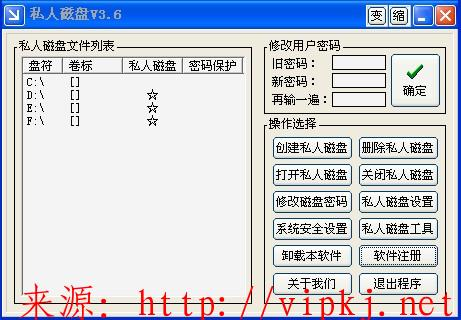 私人磁盘V3.6
变 缩
私人磁盘文件列表
盘符 卷标 私人磁盘 密码保护
C:\ []
D:\ [] ☆
E:\ [] ☆
F:\ [] ☆
修改用户密码
旧密码：
新密码：
再输一遍：
确定
操作选择
创建私人磁盘 删除私人磁盘
打开私人磁盘 关闭私人磁盘
修改磁盘密码 私人磁盘设置
系统安全设置 私人磁盘工具
卸载本软件 软件注册
关于我们 退出程序
来源: http://vipkj.net